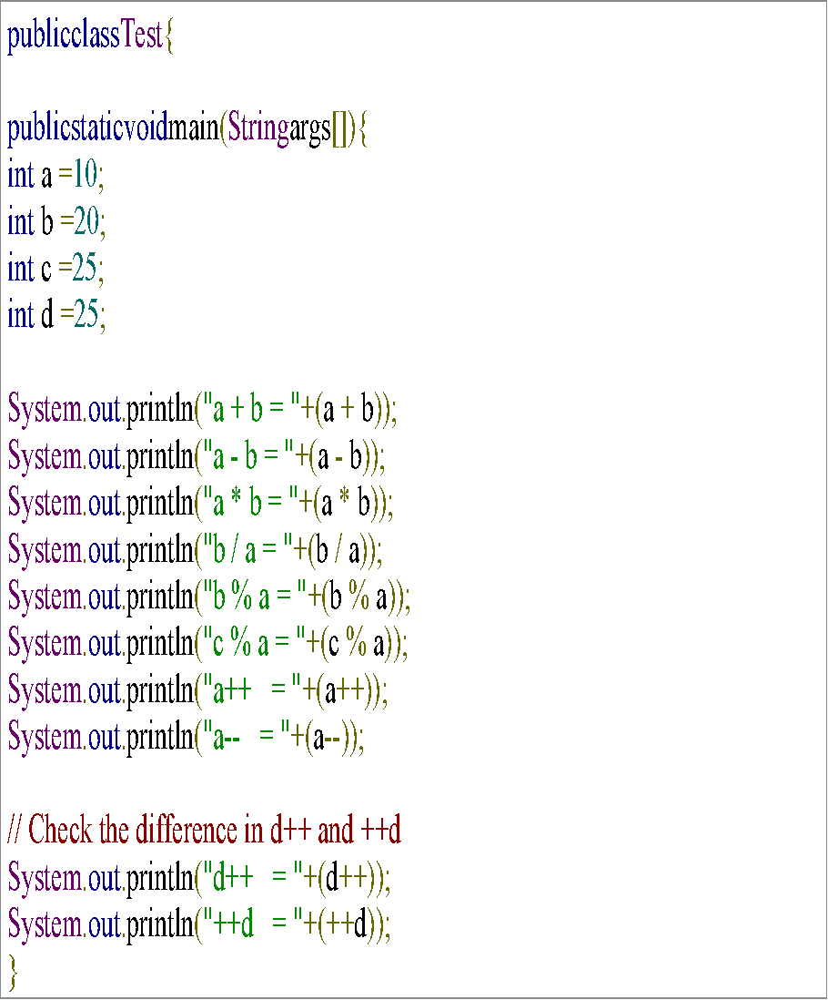 publicclassTest{
publicstaticvoidmain(Stringargs[]){
int a =10;
int b =20;
int c =25;
int d =25;
System.out.println("a + b = "+(a + b));
System.out.println("a - b = "+(a - b));
System.out.println("a * b = "+(a * b));
System.out.println("b / a = "+(b / a));
System.out.println("b % a = "+(b % a));
System.out.println("c % a = "+(c % a));
System.out.println("a++   = "+(a++));
System.out.println("a--   = "+(a--));
// Check the difference in d++ and ++d
System.out.println("d++   = "+(d++));
System.out.println("++d   = "+(++d));
}